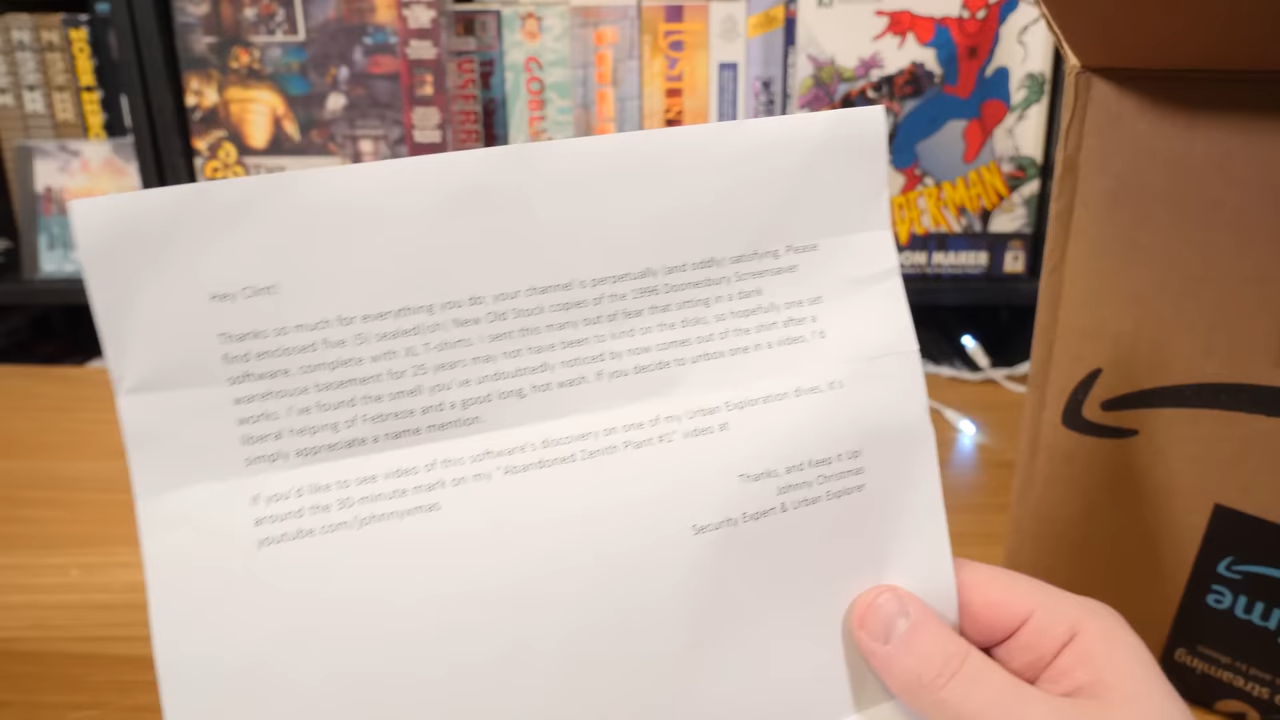 Hey Clint!
Thanks so much for everything you do; your channel is perpetually (and oddly) satisfying. Please
find enclosed five (5) sealed(ish) New Old Stock copies of the 1996 Doonesbury Screensaver
software, complete with XL T-shirts. I sent this many out of fear that sitting in a dank
warehouse basement for 25 years may not have been to kind on the disks, so hopefully one set
works. I've found the smell you've undoubtedly noticed by now comes out of the shirt after a
liberal helping of Febreze and a good long, hot wash. If you decide to unbox one in a video, I'd
simply appreciate a name mention.
If you'd like to see video of this software's discovery on one of my Urban Exploration dives, it's
around the 30-minute mark on my "Abandoned Zenith Plant #1" video at
youtube.com/johnnyxmas
Thanks, and Keep it Up!
Johnny Christmas
Security Expert & Urban Explorer
DER-MAN
ON MAKER
streaming